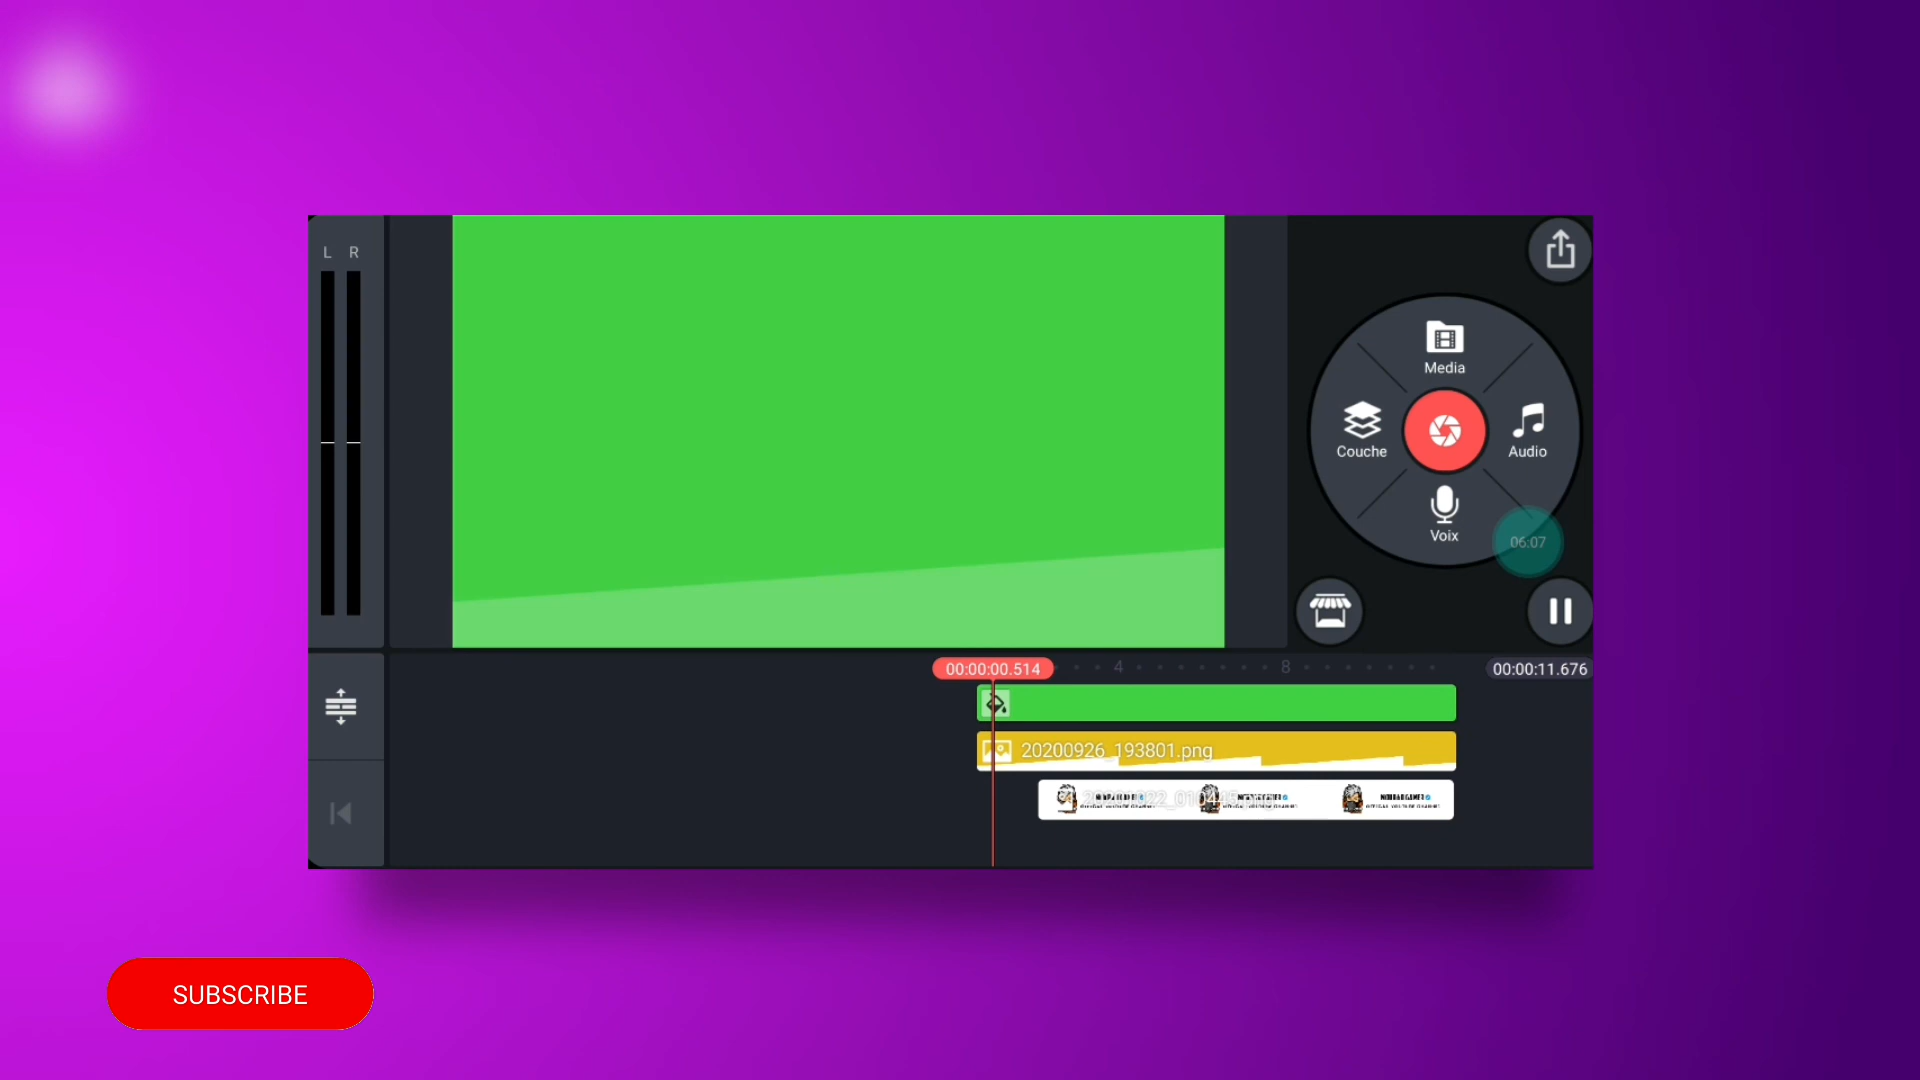 L R
Media
Couche
Audio
Voix
06:07
00:00:00.514
4
8
00:00:11.676
20200926_193801.png
SUBSCRIBE